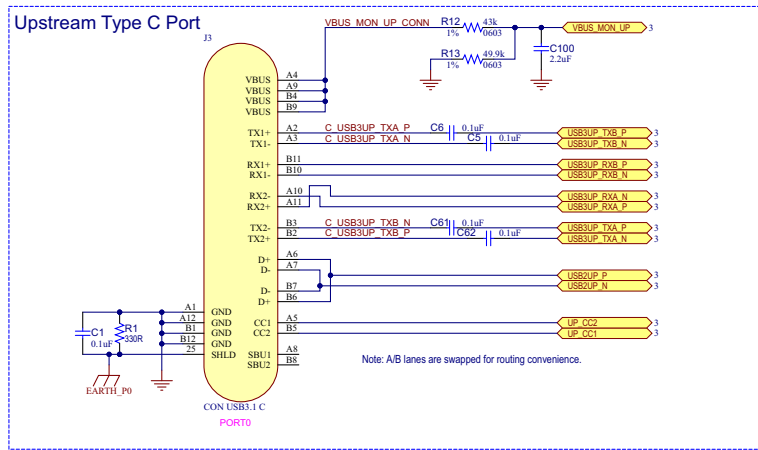 Upstream Type C Port
J3
VBUS_MON_UP_CONN
R12 43k
1% 0603
VBUS_MON_UP 3
R13 49.9k
1% 0603
C100
2.2uF
VBUS A4
VBUS A9
VBUS B4
VBUS B9
TX1+ A2 C_USB3UP_TXA_P C6 0.1uF USB3UP_TXB_P 3
TX1- A3 C_USB3UP_TXA_N C5 0.1uF USB3UP_TXB_N 3
RX1+ B11 USB3UP_RXB_P 3
RX1- B10 USB3UP_RXB_N 3
RX2- A10 USB3UP_RXA_N 3
RX2+ A11 USB3UP_RXA_P 3
TX2- B3 C_USB3UP_TXB_N C61 0.1uF USB3UP_TXA_P 3
TX2+ B2 C_USB3UP_TXB_P C62 0.1uF USB3UP_TXA_N 3
D+ A6
D- A7
USB2UP_P 3
USB2UP_N 3
D- B7
D+ B6
A1 GND
A12 GND
B1 GND
B12 GND
25 SHLD
C1
0.1uF
R1
330R
EARTH_P0
CC1 A5 UP_CC2 3
CC2 B5 UP_CC1 3
SBU1 A8
SBU2 B8
Note: A/B lanes are swapped for routing convenience.
CON USB3.1 C
PORT0